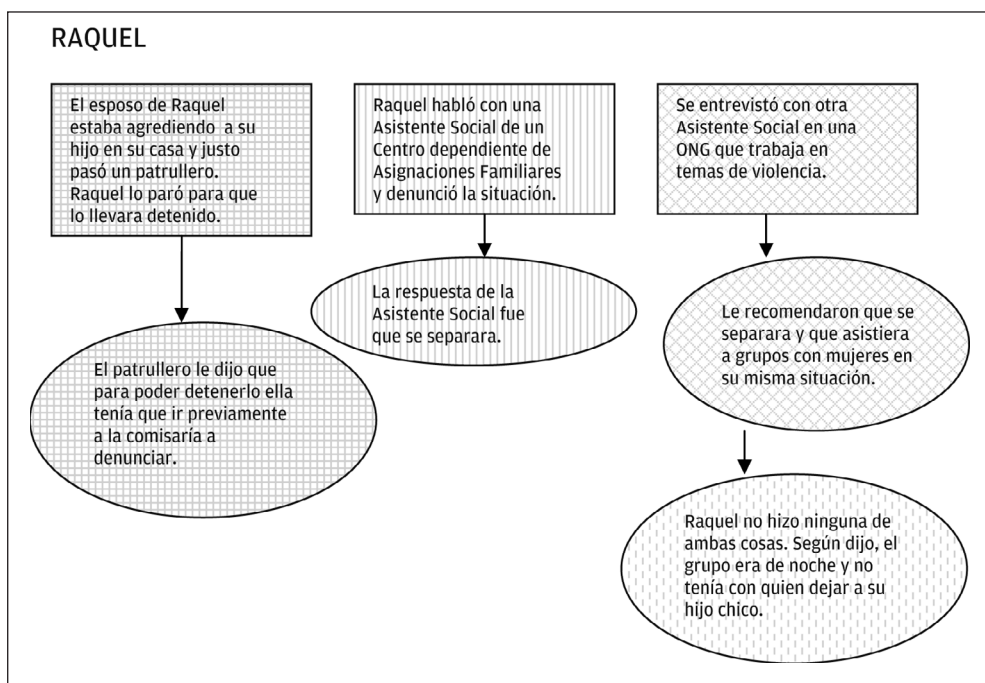 RAQUEL
El esposo de Raquel
estaba agrediendo a su
hijo en su casa y justo
pasó un patrullero.
Raquel lo paró para que
lo llevara detenido.
El patrullero le dijo que
para poder detenerlo ella
tenía que ir previamente
a la comisaría a
denunciar.
Raquel habló con una
Asistente Social de un
Centro dependiente de
Asignaciones Familiares
y denunció la situación.
La respuesta de la
Asistente Social fue
que se separara.
Se entrevistó con otra
Asistente Social en una
ONG que trabaja en
temas de violencia.
Le recomendaron que se
separara y que asistiera
a grupos con mujeres en
su misma situación.
Raquel no hizo ninguna de
ambas cosas. Según dijo, el
grupo era de noche y no
tenía con quien dejar a su
hijo chico.